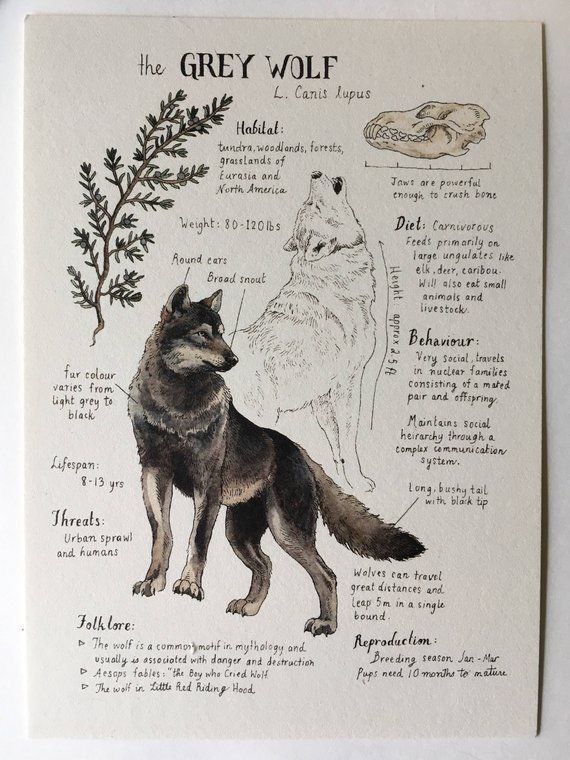 the GREY WOLF
L. Canis lupus
Habitat:
tundra, woodlands, forests,
grasslands of
Eurasia and
North America
Jaws are powerful
enough to crush bone
Weight: 80-120lbs
Diet: Carnivorous
Feeds primarily on
large ungulates like
elk, deer, caribou.
Will also eat small
animals and
livestock.
Round ears
Broad snout
Height approx 2.5 ft
Behaviour:
Very social, travels
in nuclear families
consisting of a mated
pair and offspring.
Maintains social
heirarchy through a
complex communication
system.
fur colour
varies from
light grey to
black
Lifespan:
8-13 yrs
Long, bushy tail
with black tip
Threats:
Urban sprawl
and humans
Wolves can travel
great distances and
leap 5m in a single
bound.
Folklore:
▷ The wolf is a common motif in mythology and
usually is associated with danger and destruction
▷ Aesops fables: "the Boy who Cried Wolf
▷ The wolf in Little Red Riding Hood
Reproduction:
Breeding season Jan-Mar
Pups need 10 months to mature